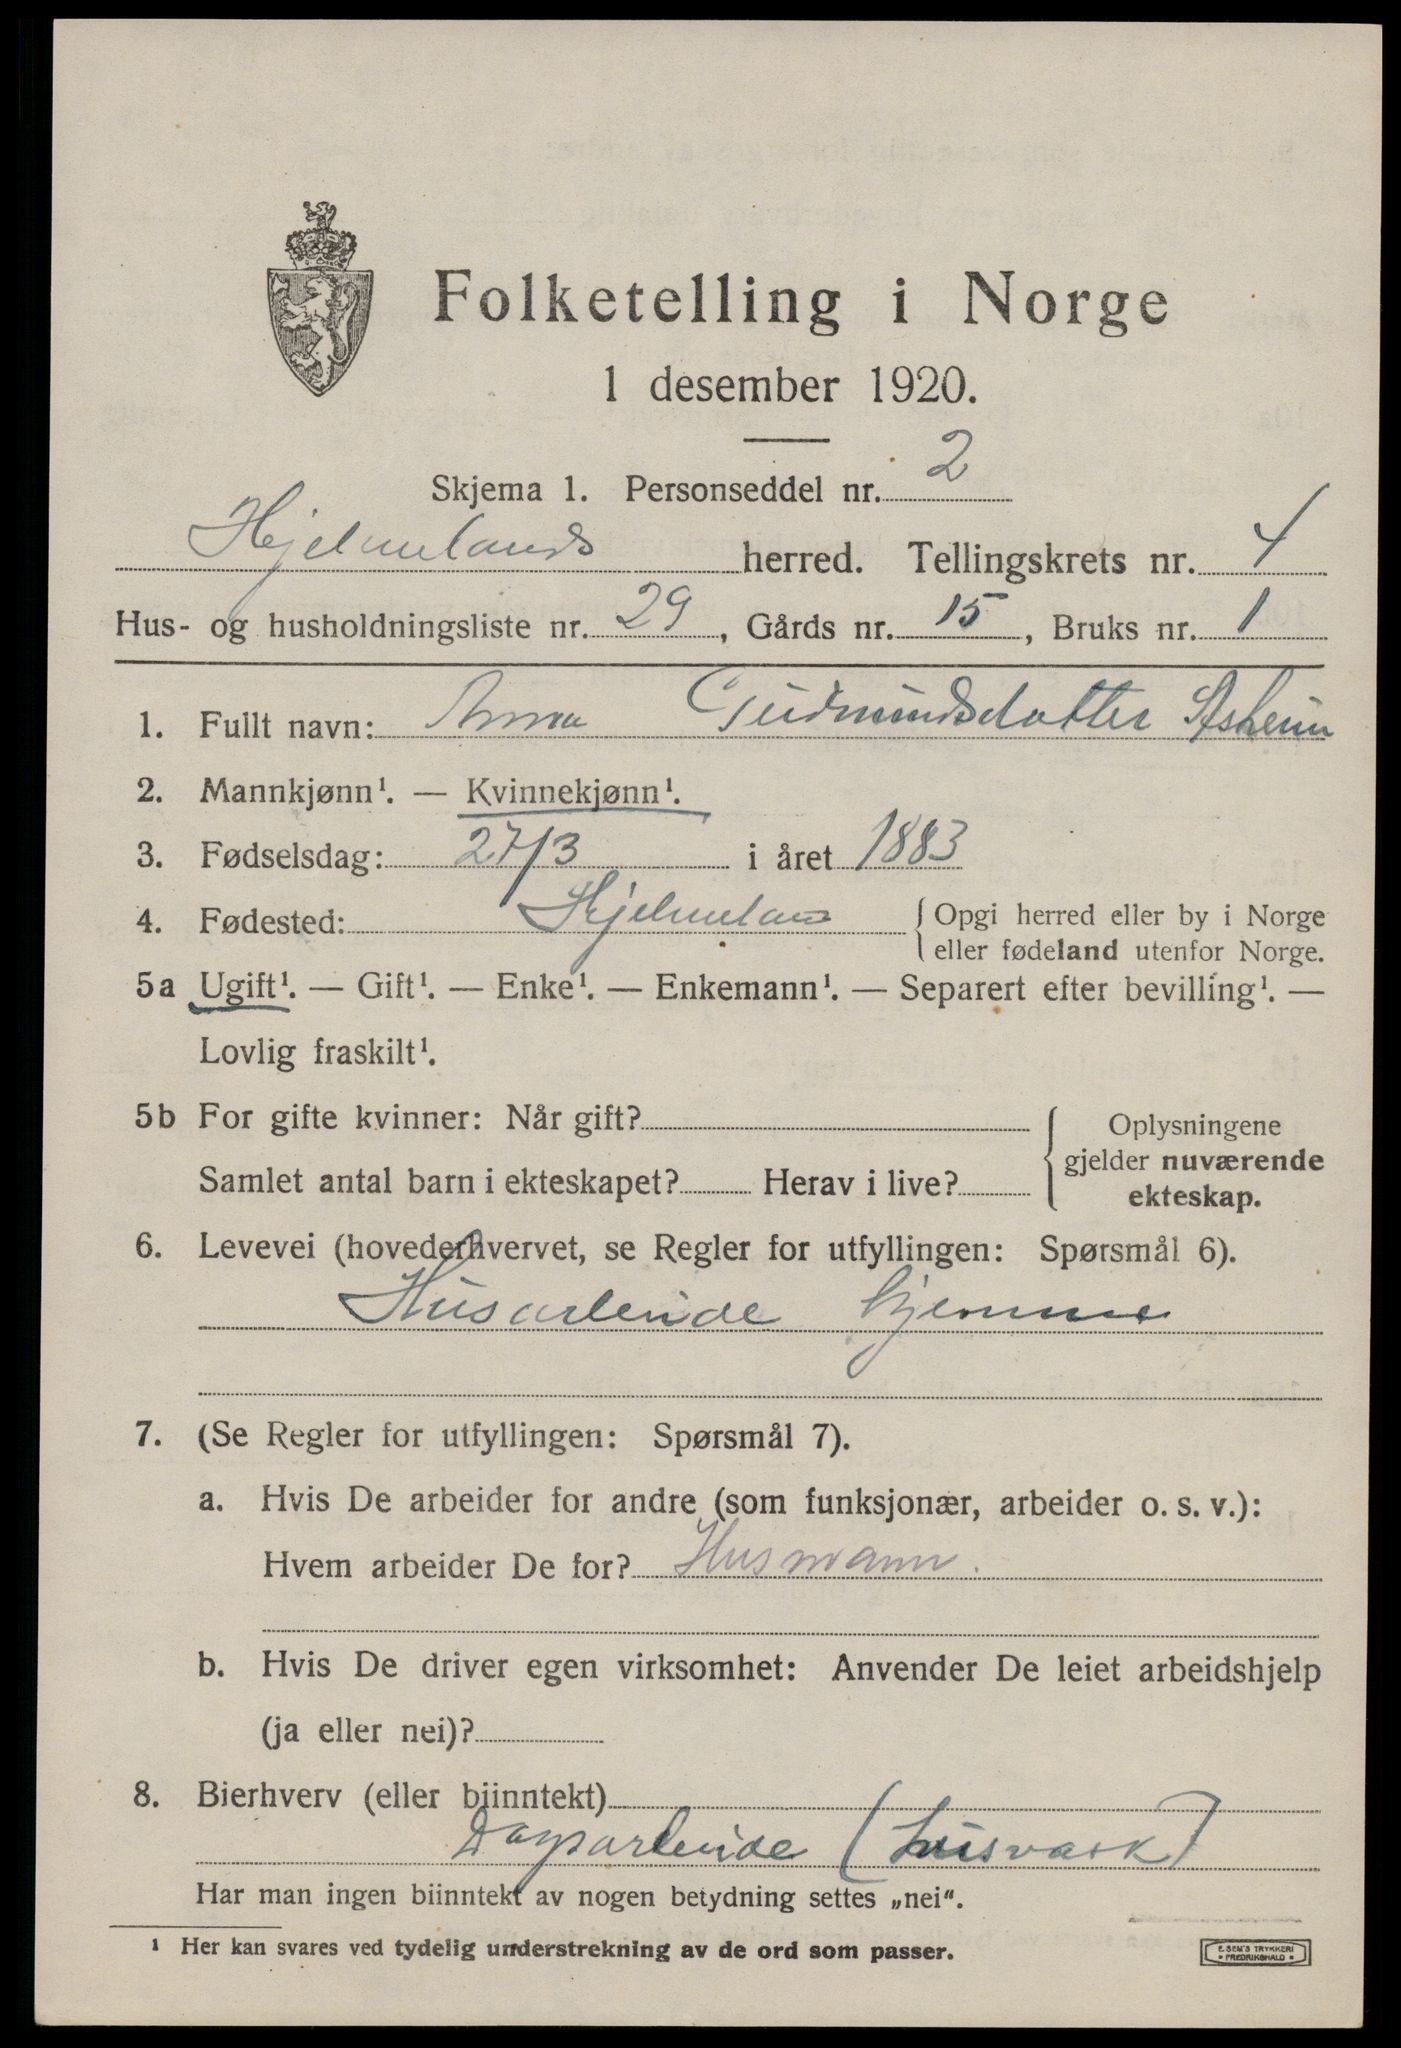 Folketelling i Norge
1 desember 1920.
Skjema 1. Personseddel nr. 2
Hjelmelands herred. Tellingskrets nr. 4
Hus- og husholdningsliste nr. 29, Gårds nr. 15, Bruks nr. 1
1. Fullt navn: Anna Gudmundsdatter Askeim
2. Mannkjønn¹. — Kvinnekjønn¹.
3. Fødselsdag: 27/3 i året 1883
4. Fødested: Hjelmeland { Opgi herred eller by i Norge
eller fødeland utenfor Norge.
5a Ugift¹. — Gift¹. — Enke¹. — Enkemann¹. — Separert efter bevilling¹. —
Lovlig fraskilt¹.
5b For gifte kvinner: Når gift?
Samlet antal barn i ekteskapet? Herav i live?
Oplysningene
gjelder nuværende
ekteskap.
6. Levevei (hovederhvervet, se Regler for utfyllingen: Spørsmål 6).
Husarbeide hjemme
7. (Se Regler for utfyllingen: Spørsmål 7).
a. Hvis De arbeider for andre (som funksjonær, arbeider o. s. v.):
Hvem arbeider De for? Husmann.
b. Hvis De driver egen virksomhet: Anvender De leiet arbeidshjelp
(ja eller nei)?
8. Bierhverv (eller biinntekt)
Dagsarbeide (husvask)
Har man ingen biinntekt av nogen betydning settes „nei".
¹ Her kan svares ved tydelig understrekning av de ord som passer.
E. SEM'S TRYKKERI
• FREDRIKSHALD •